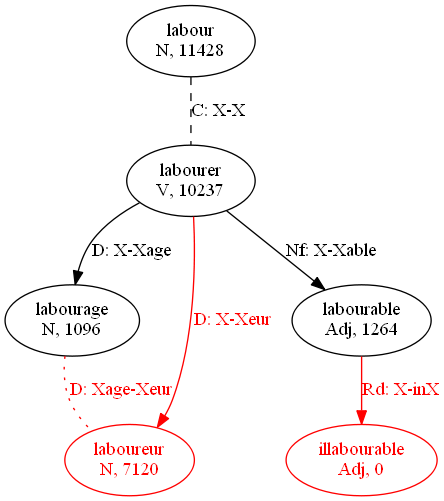 labour
N, 11428
C: X-X
labourer
V, 10237
D: X-Xage
Nf: X-Xable
D: X-Xeur
labourage
N, 1096
labourable
Adj, 1264
D: Xage-Xeur
Rd: X-inX
laboureur
N, 7120
illabourable
Adj, 0